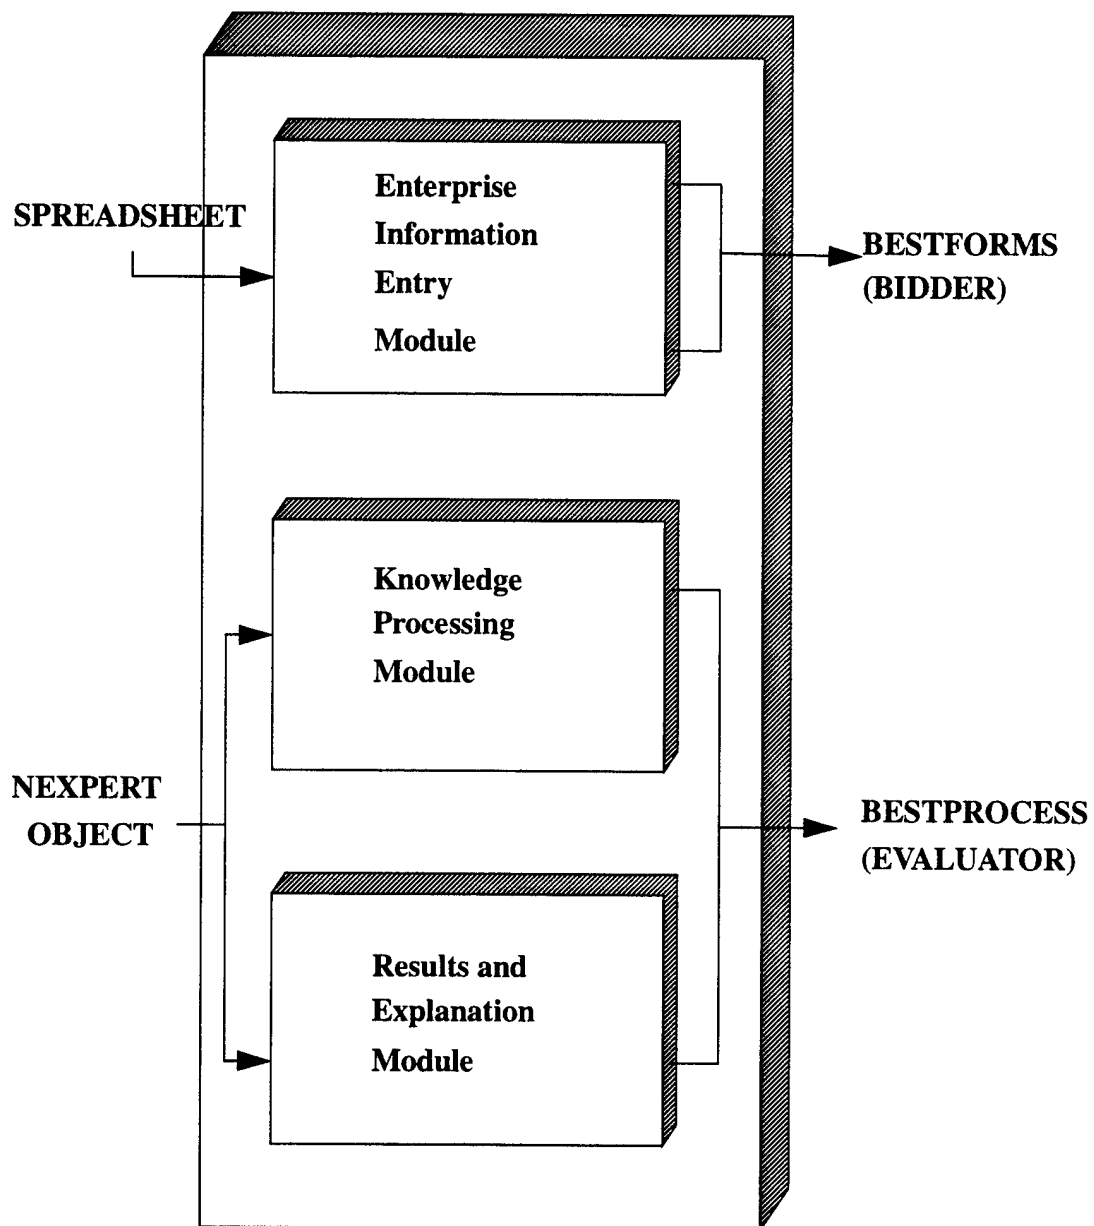 SPREADSHEET
Enterprise
Information
Entry
Module
BESTFORMS
(BIDDER)
Knowledge
Processing
Module
NEXPERT
OBJECT
BESTPROCESS
(EVALUATOR)
Results and
Explanation
Module